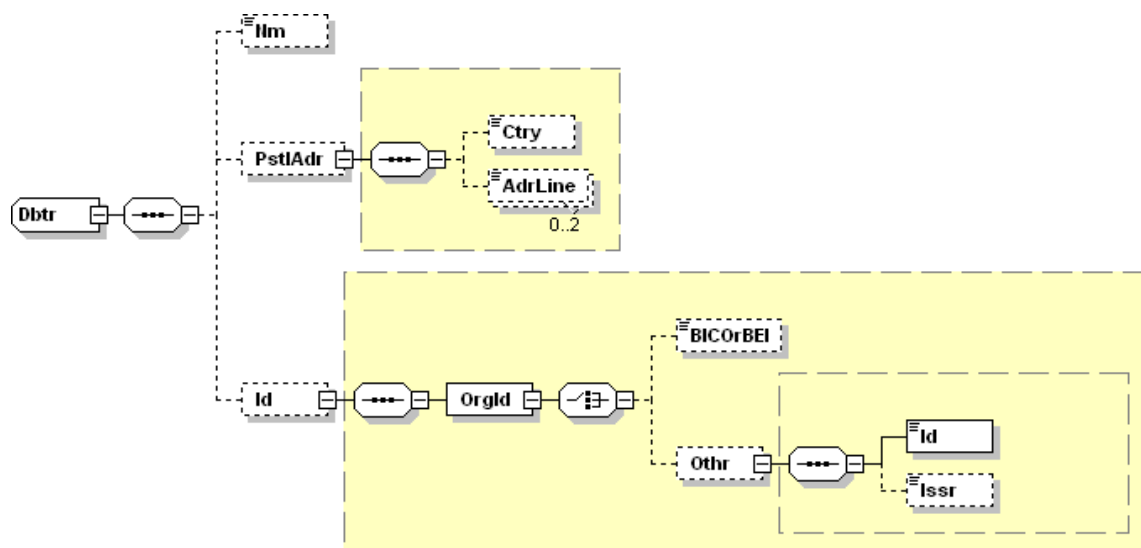 Nm
PstlAdr
Ctry
AdrLine
0..2
Dbtr
BICOrBEI
Id
OrgId
Othr
Id
Issr